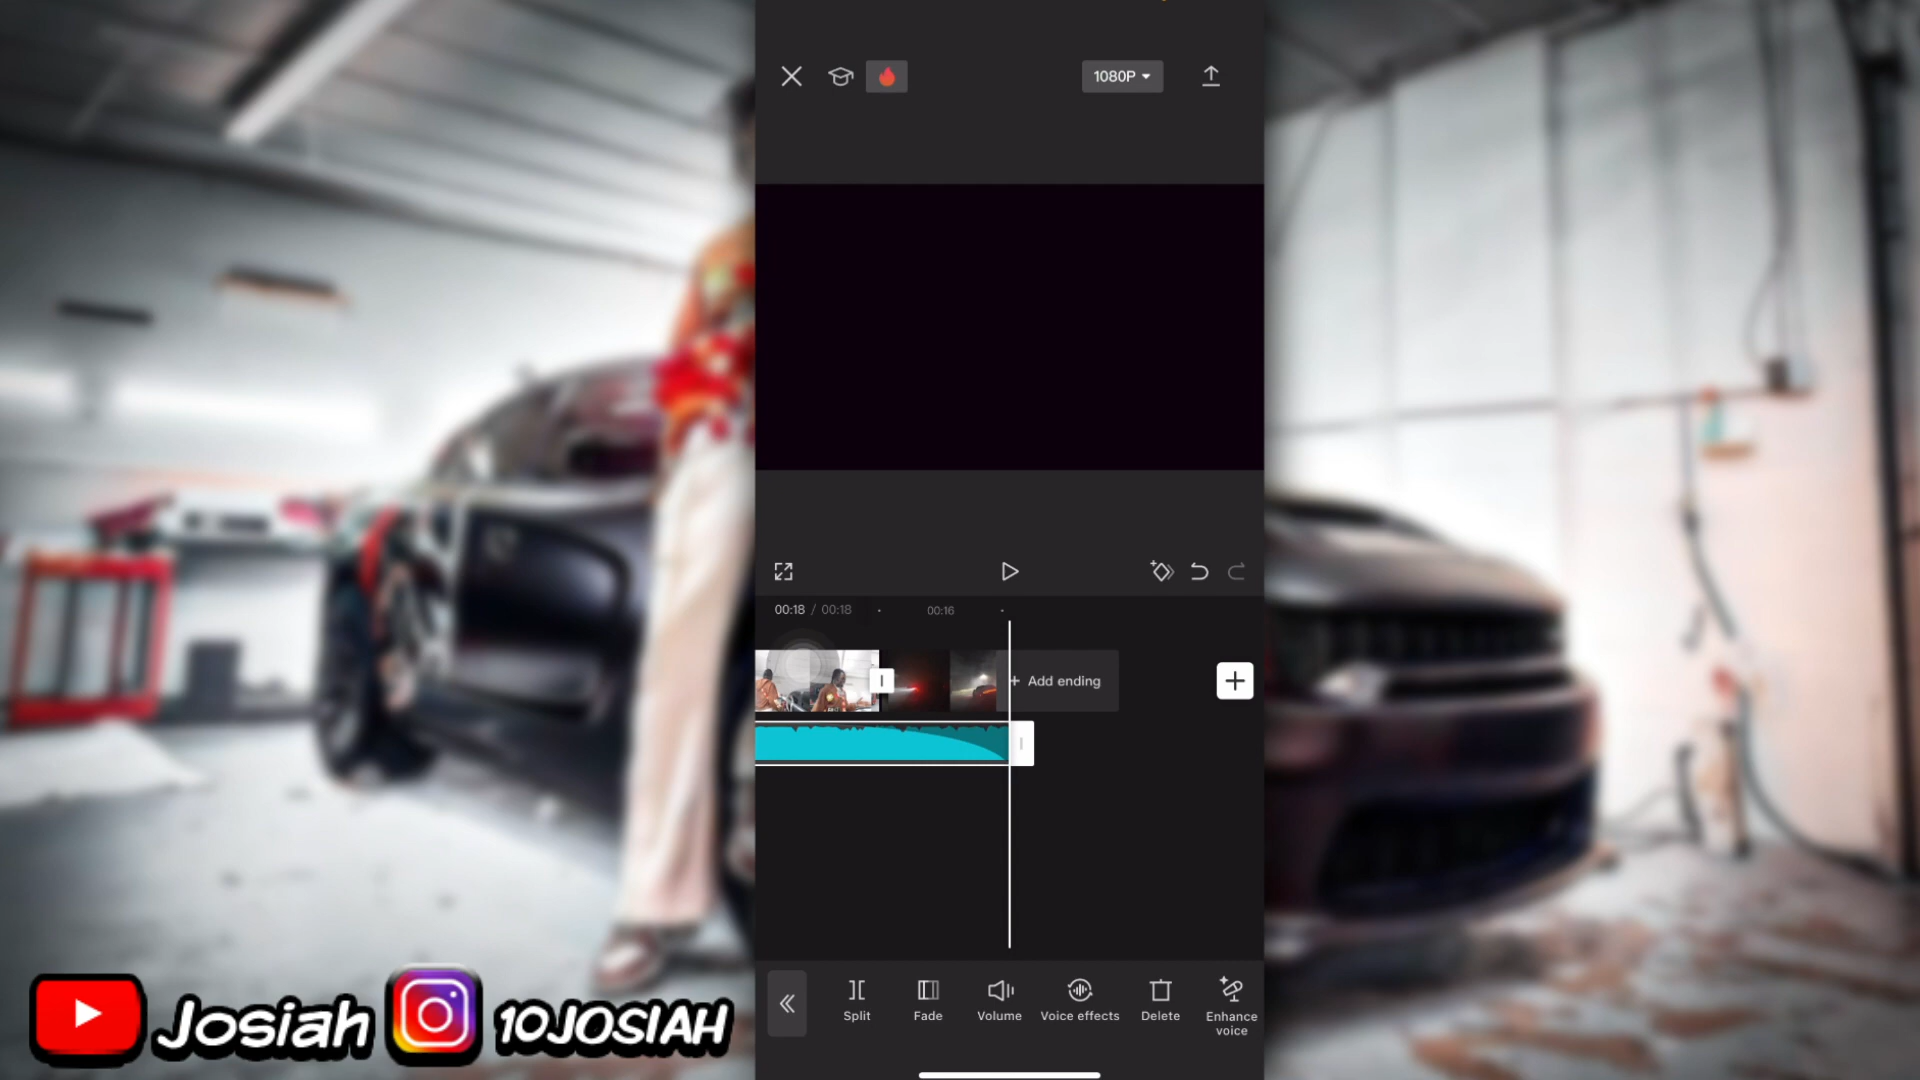 1080P
00:18 / 00:18
00:16
+ Add ending
Split
Fade
Volume
Voice effects
Delete
Enhance
voice
Josiah
10JOSIAH